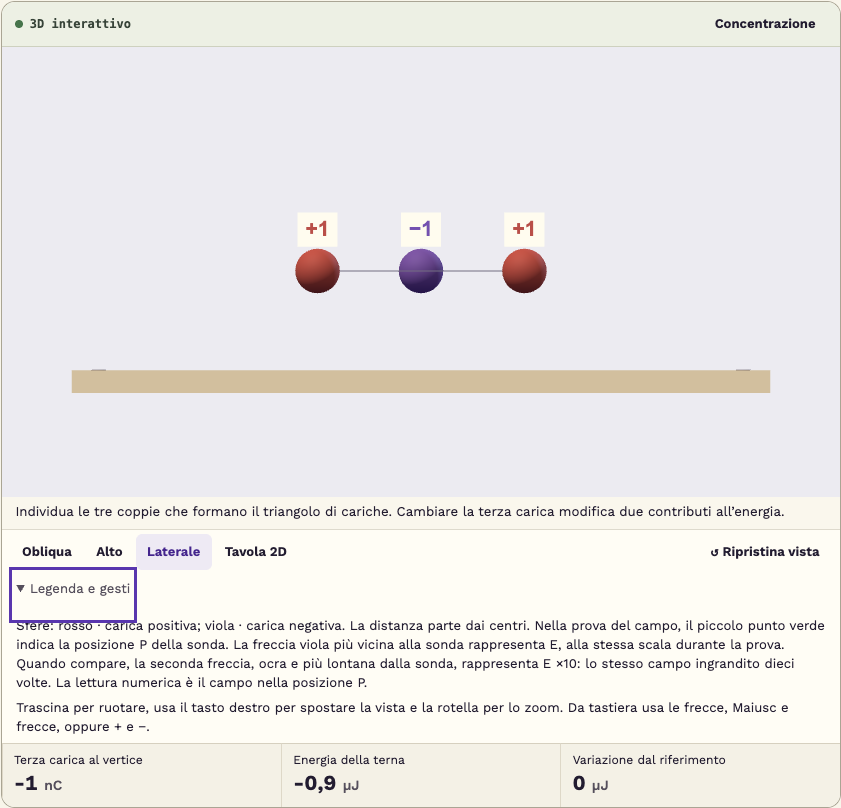 3D interattivo
Concentrazione
+1
−1
+1
Individua le tre coppie che formano il triangolo di cariche. Cambiare la terza carica modifica due contributi all’energia.
Obliqua Alto Laterale Tavola 2D
↺ Ripristina vista
▼ Legenda e gesti
Sfere: rosso · carica positiva; viola · carica negativa. La distanza parte dai centri. Nella prova del campo, il piccolo punto verde
indica la posizione P della sonda. La freccia viola più vicina alla sonda rappresenta E, alla stessa scala durante la prova.
Quando compare, la seconda freccia, ocra e più lontana dalla sonda, rappresenta E ×10: lo stesso campo ingrandito dieci
volte. La lettura numerica è il campo nella posizione P.
Trascina per ruotare, usa il tasto destro per spostare la vista e la rotella per lo zoom. Da tastiera usa le frecce, Maiusc e
frecce, oppure + e −.
Terza carica al vertice
-1 nC
Energia della terna
-0,9 μJ
Variazione dal riferimento
0 μJ